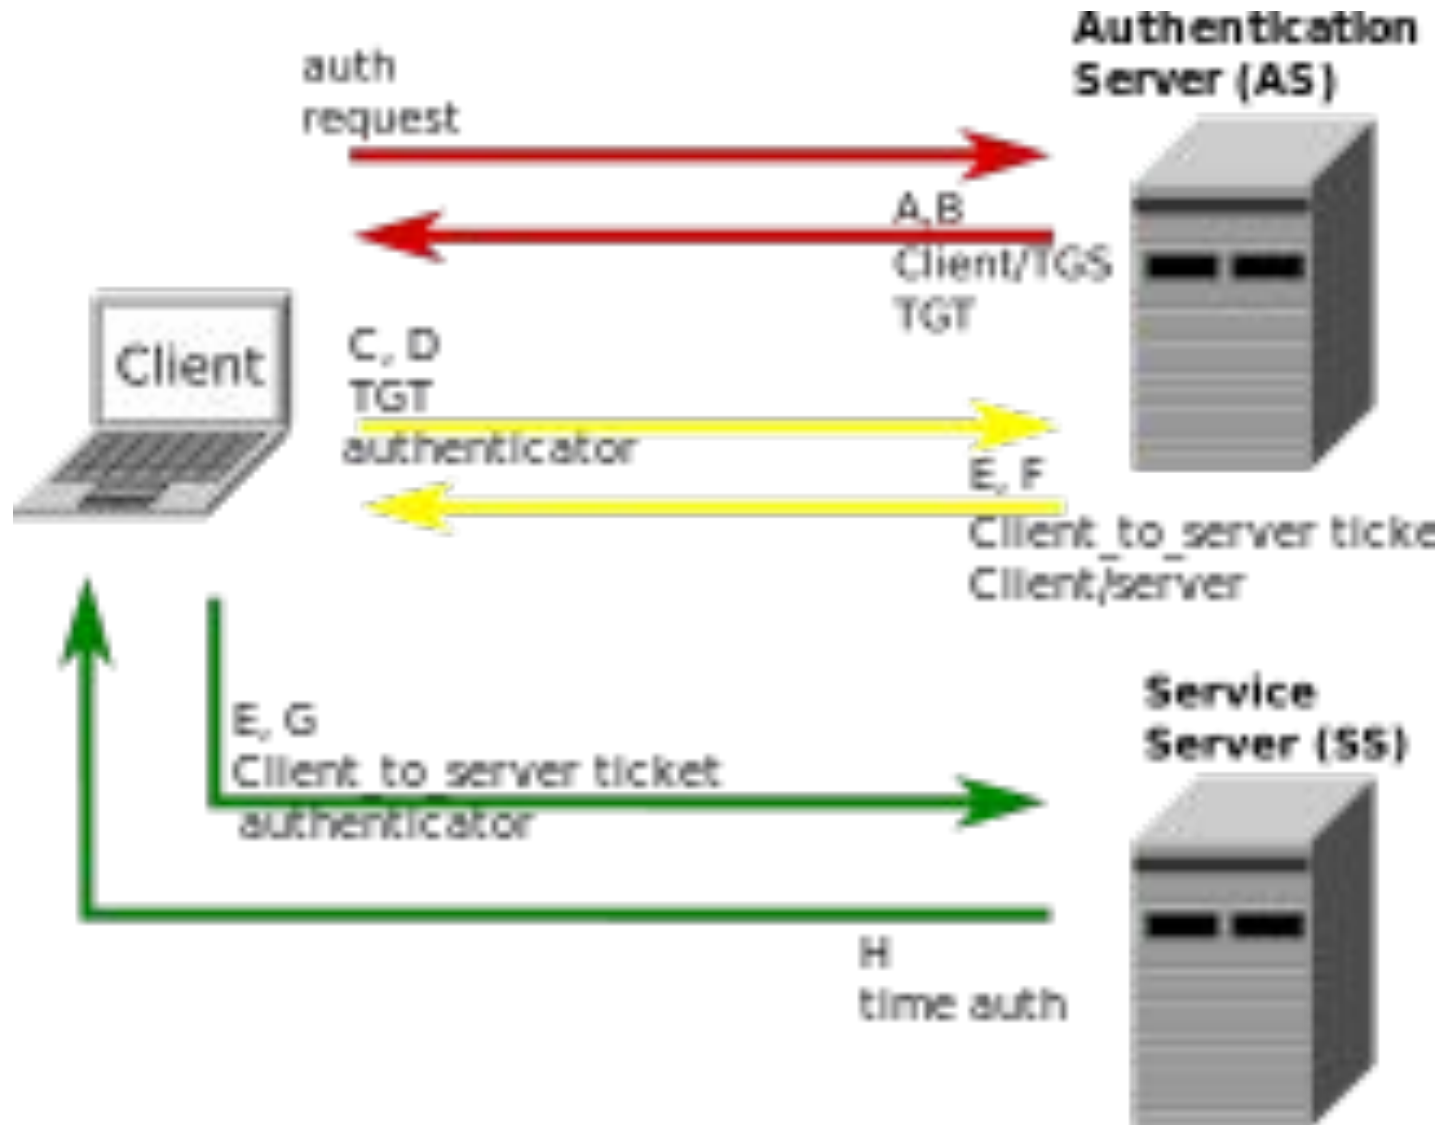 Authentication
Server (AS)
auth
request
A,B
Client/TGS
TGT
Client
C, D
TGT
authenticator
E, F
Client_to_server ticke
Client/server
E, G
Client_to_server ticket
authenticator
Service
Server (SS)
H
time auth